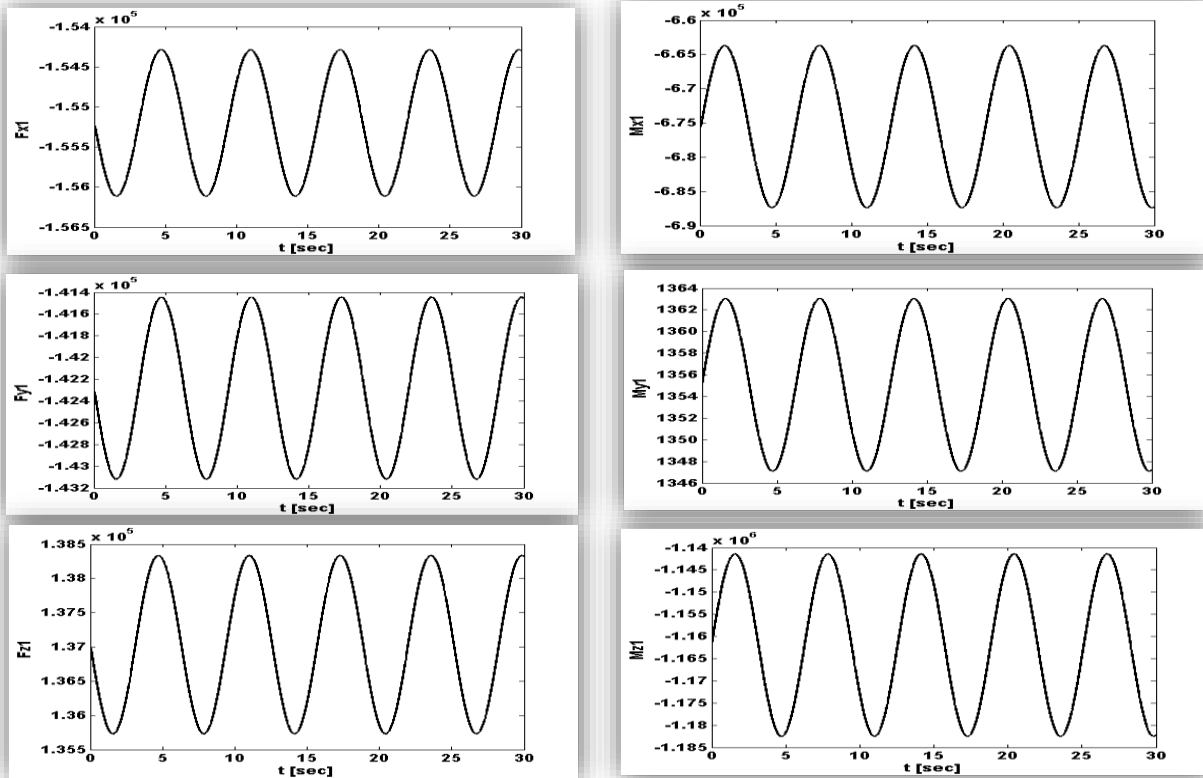 x 10^5
-1.54
-1.545
-1.55
-1.555
-1.56
-1.565
Fx1
0 5 10 15 20 25 30
t [sec]
x 10^5
-6.6
-6.65
-6.7
-6.75
-6.8
-6.85
-6.9
Mx1
0 5 10 15 20 25 30
t [sec]
x 10^5
-1.414
-1.416
-1.418
-1.42
-1.422
-1.424
-1.426
-1.428
-1.43
-1.432
Fy1
0 5 10 15 20 25 30
t [sec]
1364
1362
1360
1358
1356
1354
1352
1350
1348
1346
My1
0 5 10 15 20 25 30
t [sec]
x 10^5
1.385
1.38
1.375
1.37
1.365
1.36
1.355
Fz1
0 5 10 15 20 25 30
t [sec]
x 10^6
-1.14
-1.145
-1.15
-1.155
-1.16
-1.165
-1.17
-1.175
-1.18
-1.185
Mz1
0 5 10 15 20 25 30
t [sec]